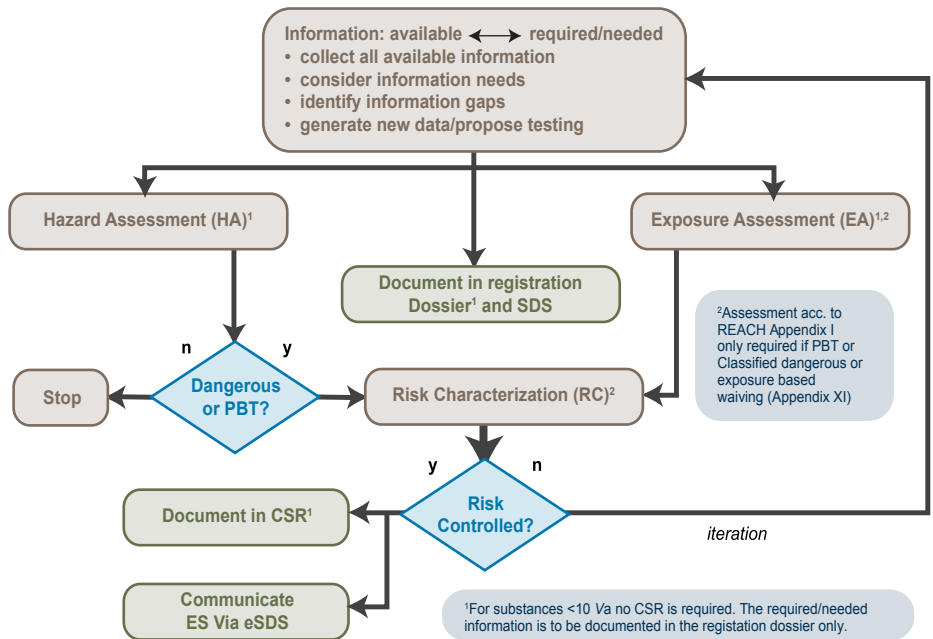 Information: available required/needed
• collect all available information
• consider information needs
• identify information gaps
• generate new data/propose testing
Hazard Assessment (HA)¹
Exposure Assessment (EA)¹,²
Document in registration
Dossier¹ and SDS
²Assessment acc. to
REACH Appendix I
only required if PBT or
Classified dangerous or
exposure based
waiving (Appendix XI)
n
y
Stop
Dangerous
or PBT?
Risk Characterization (RC)²
y
n
Risk
Controlled?
Document in CSR¹
iteration
Communicate
ES Via eSDS
¹For substances <10 Va no CSR is required. The required/needed
information is to be documented in the registation dossier only.